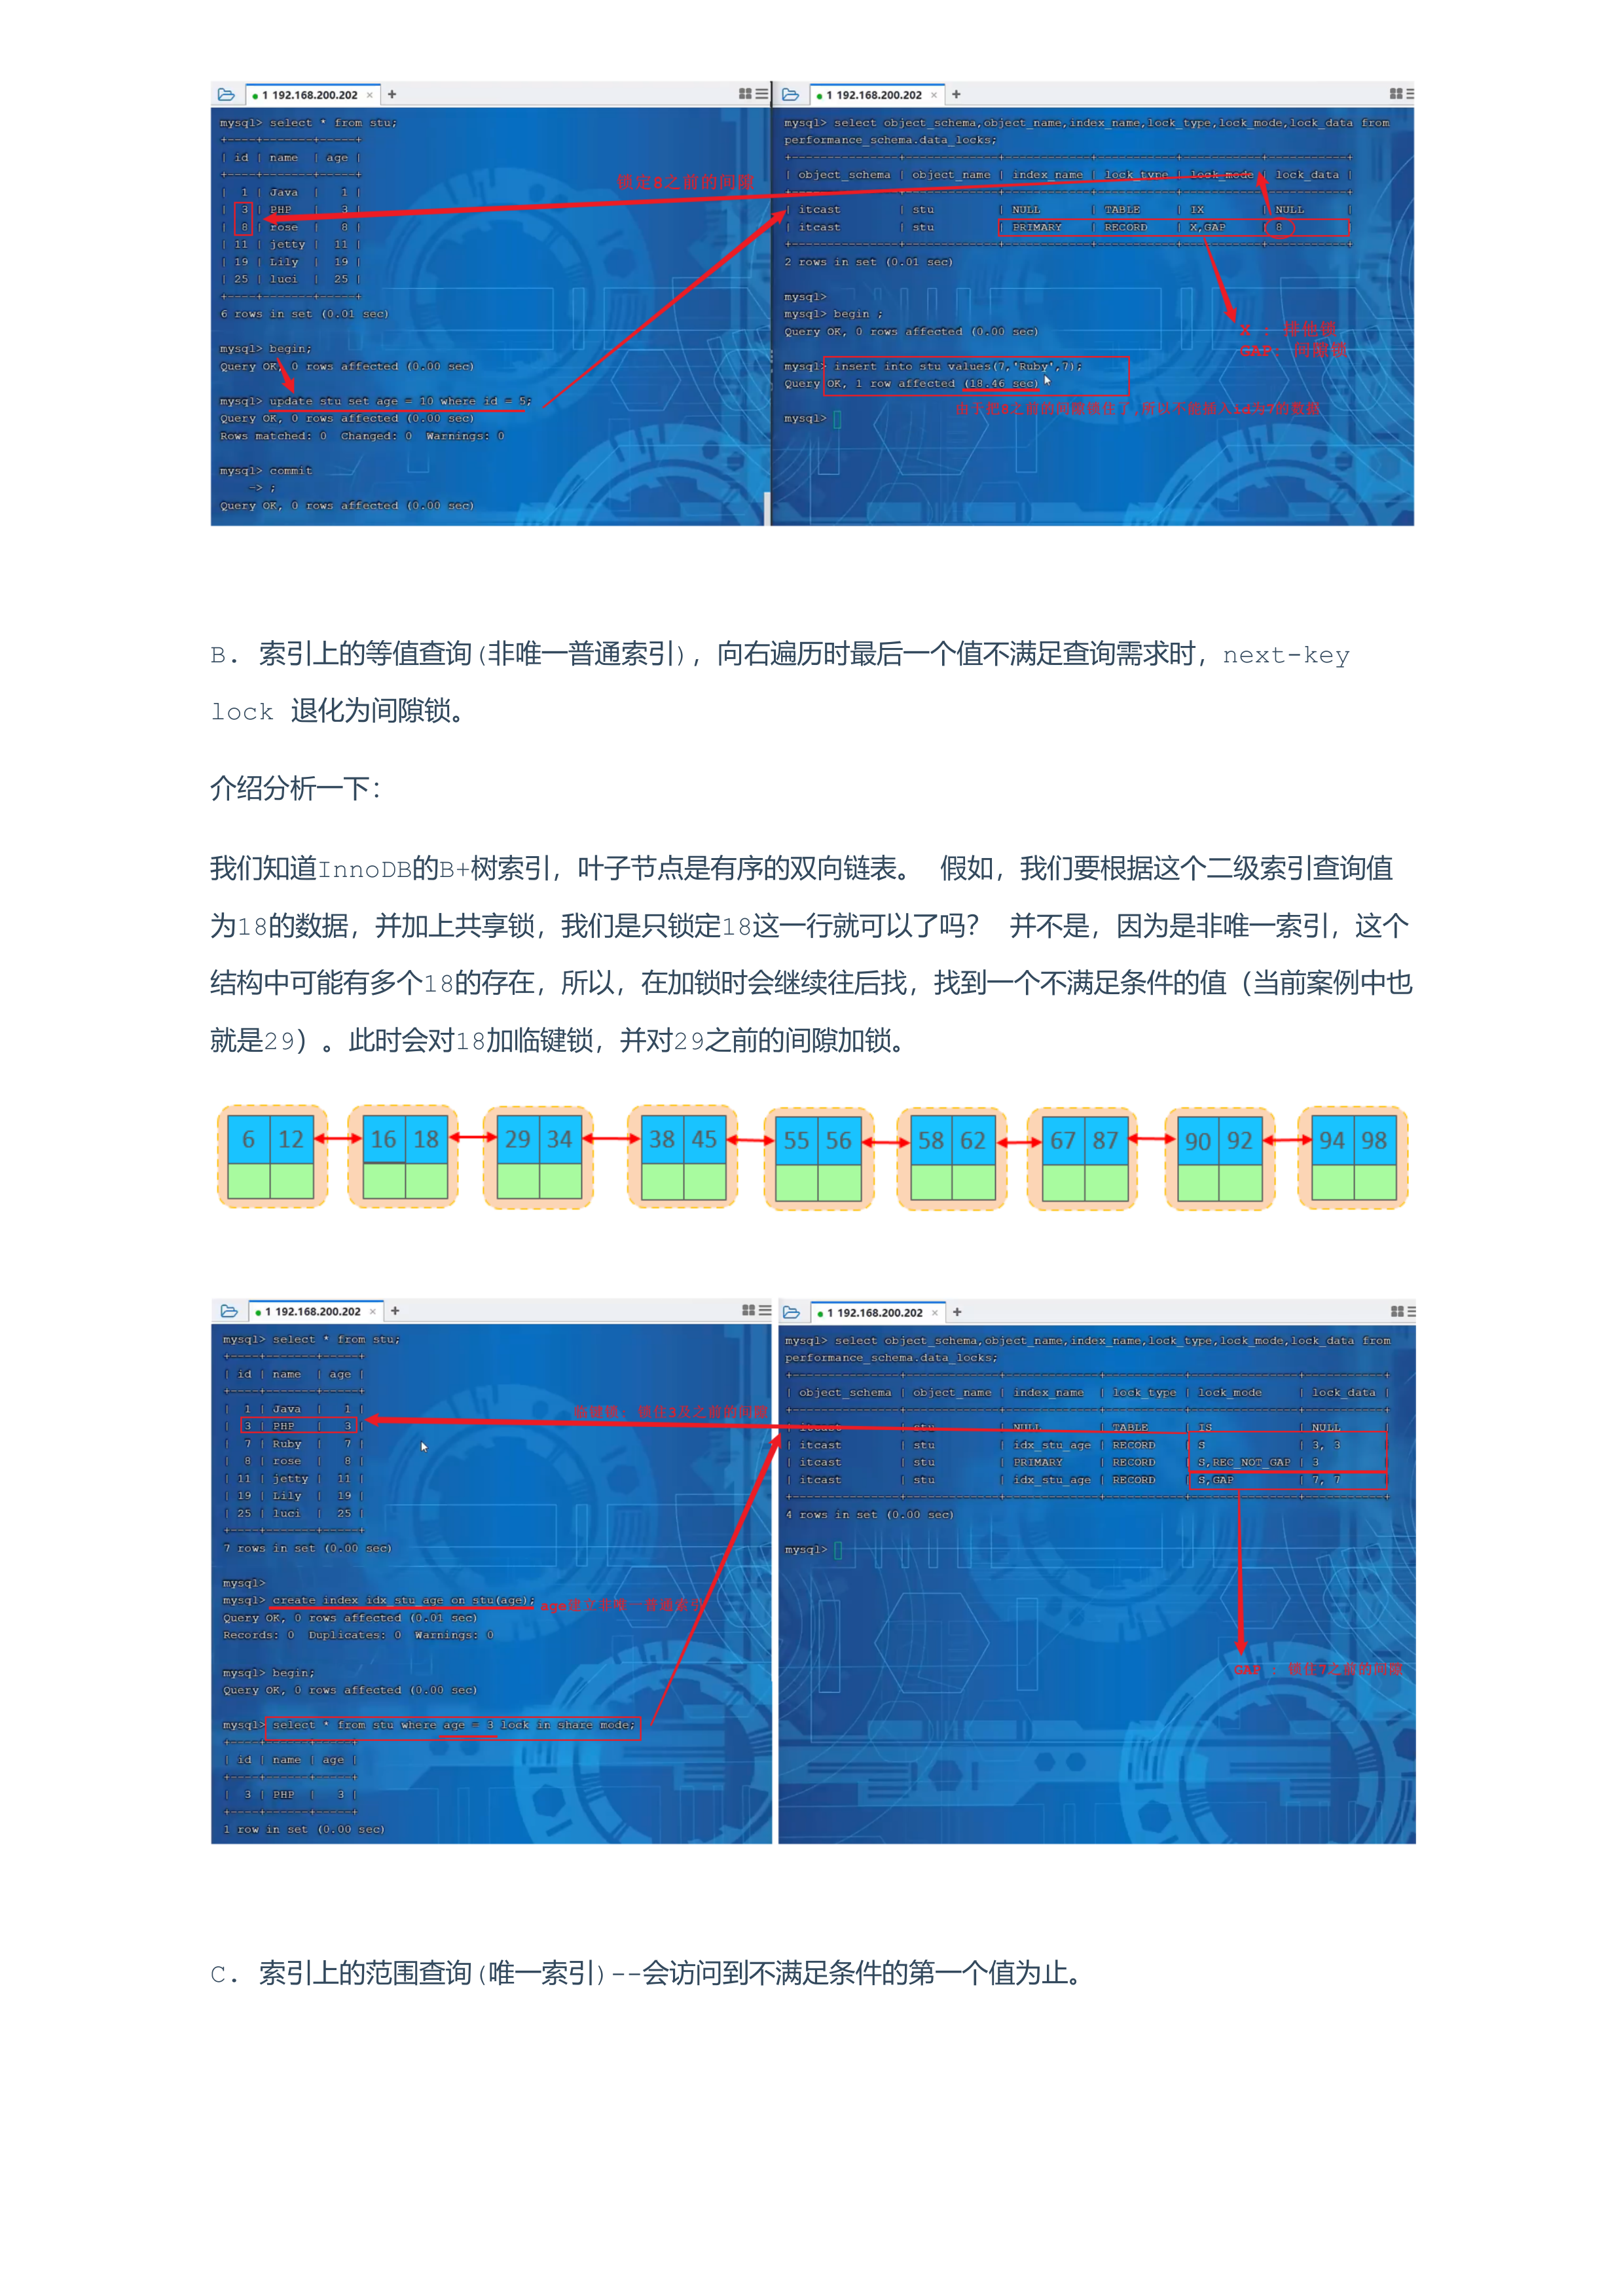 1 192.168.200.202 × +
mysql> select * from stu;
+----+-------+-----+
| id | name  | age |
+----+-------+-----+
|  1 | Java  |   1 |
|  3 | PHP   |   3 |
|  8 | rose  |   8 |
| 11 | jetty |  11 |
| 19 | Lily  |  19 |
| 25 | luci  |  25 |
+----+-------+-----+
6 rows in set (0.01 sec)
mysql> begin;
Query OK, 0 rows affected (0.00 sec)
mysql> update stu set age = 10 where id = 5;
Query OK, 0 rows affected (0.00 sec)
Rows matched: 0  Changed: 0  Warnings: 0
mysql> commit
    -> ;
Query OK, 0 rows affected (0.00 sec)
锁定8之前的间隙
1 192.168.200.202 × +
mysql> select object_schema,object_name,index_name,lock_type,lock_mode,lock_data from
performance_schema.data_locks;
+---------------+-------------+------------+-----------+-----------+-----------+
| object_schema | object_name | index_name | lock_type | lock_mode | lock_data |
+---------------+-------------+------------+-----------+-----------+-----------+
| itcast        | stu         | NULL       | TABLE     | IX        | NULL      |
| itcast        | stu         | PRIMARY    | RECORD    | X,GAP     | 8         |
+---------------+-------------+------------+-----------+-----------+-----------+
2 rows in set (0.01 sec)
mysql>
mysql> begin ;
Query OK, 0 rows affected (0.00 sec)
X : 排他锁
GAP: 间隙锁
mysql> insert into stu values(7,'Ruby',7);
Query OK, 1 row affected (18.46 sec)
由于把8之前的间隙锁住了,所以不能插入id为7的数据
mysql>
B. 索引上的等值查询(非唯一普通索引)，向右遍历时最后一个值不满足查询需求时，next-key
lock 退化为间隙锁。
介绍分析一下：
我们知道InnoDB的B+树索引，叶子节点是有序的双向链表。 假如，我们要根据这个二级索引查询值
为18的数据，并加上共享锁，我们是只锁定18这一行就可以了吗？ 并不是，因为是非唯一索引，这个
结构中可能有多个18的存在，所以，在加锁时会继续往后找，找到一个不满足条件的值（当前案例中也
就是29）。此时会对18加临键锁，并对29之前的间隙加锁。
6 12 16 18 29 34 38 45 55 56 58 62 67 87 90 92 94 98
1 192.168.200.202 × +
mysql> select * from stu;
+----+-------+-----+
| id | name  | age |
+----+-------+-----+
|  1 | Java  |   1 |
|  3 | PHP   |   3 |
|  7 | Ruby  |   7 |
|  8 | rose  |   8 |
| 11 | jetty |  11 |
| 19 | Lily  |  19 |
| 25 | luci  |  25 |
+----+-------+-----+
7 rows in set (0.00 sec)
mysql>
mysql> create index idx_stu_age on stu(age);
age建立非唯一普通索引
Query OK, 0 rows affected (0.01 sec)
Records: 0  Duplicates: 0  Warnings: 0
mysql> begin;
Query OK, 0 rows affected (0.00 sec)
mysql> select * from stu where age = 3 lock in share mode;
+----+------+-----+
| id | name | age |
+----+------+-----+
|  3 | PHP  |   3 |
+----+------+-----+
1 row in set (0.00 sec)
临键锁: 锁住3及之前的间隙
1 192.168.200.202 × +
mysql> select object_schema,object_name,index_name,lock_type,lock_mode,lock_data from
performance_schema.data_locks;
+---------------+-------------+-------------+-----------+---------------+-----------+
| object_schema | object_name | index_name  | lock_type | lock_mode     | lock_data |
+---------------+-------------+-------------+-----------+---------------+-----------+
| itcast        | stu         | NULL        | TABLE     | IS            | NULL      |
| itcast        | stu         | idx_stu_age | RECORD    | S             | 3, 3      |
| itcast        | stu         | PRIMARY     | RECORD    | S,REC_NOT_GAP | 3         |
| itcast        | stu         | idx_stu_age | RECORD    | S,GAP         | 7, 7      |
+---------------+-------------+-------------+-----------+---------------+-----------+
4 rows in set (0.00 sec)
mysql>
GAP : 锁住7之前的间隙
C. 索引上的范围查询(唯一索引)--会访问到不满足条件的第一个值为止。